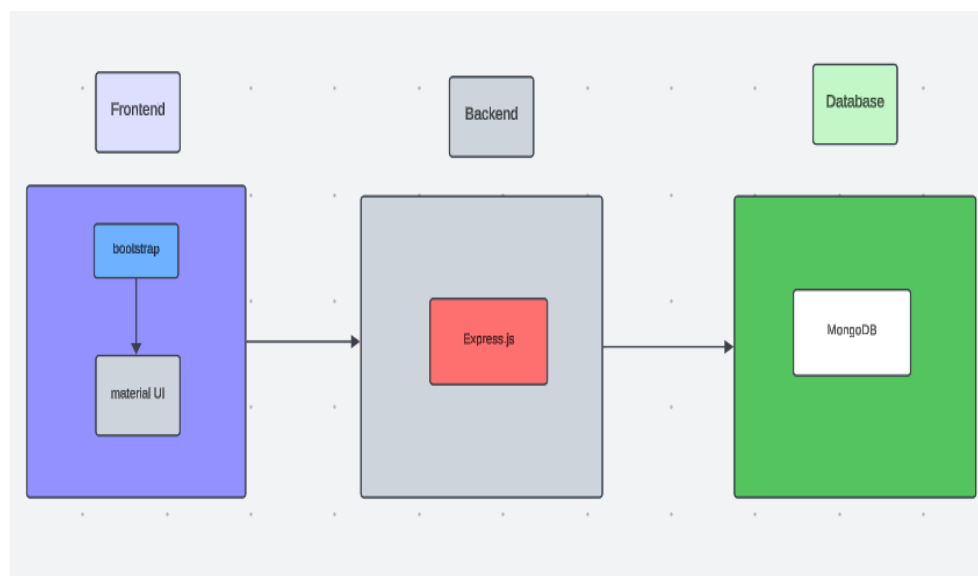 Frontend
Backend
Database
bootstrap
material UI
Express.js
MongoDB